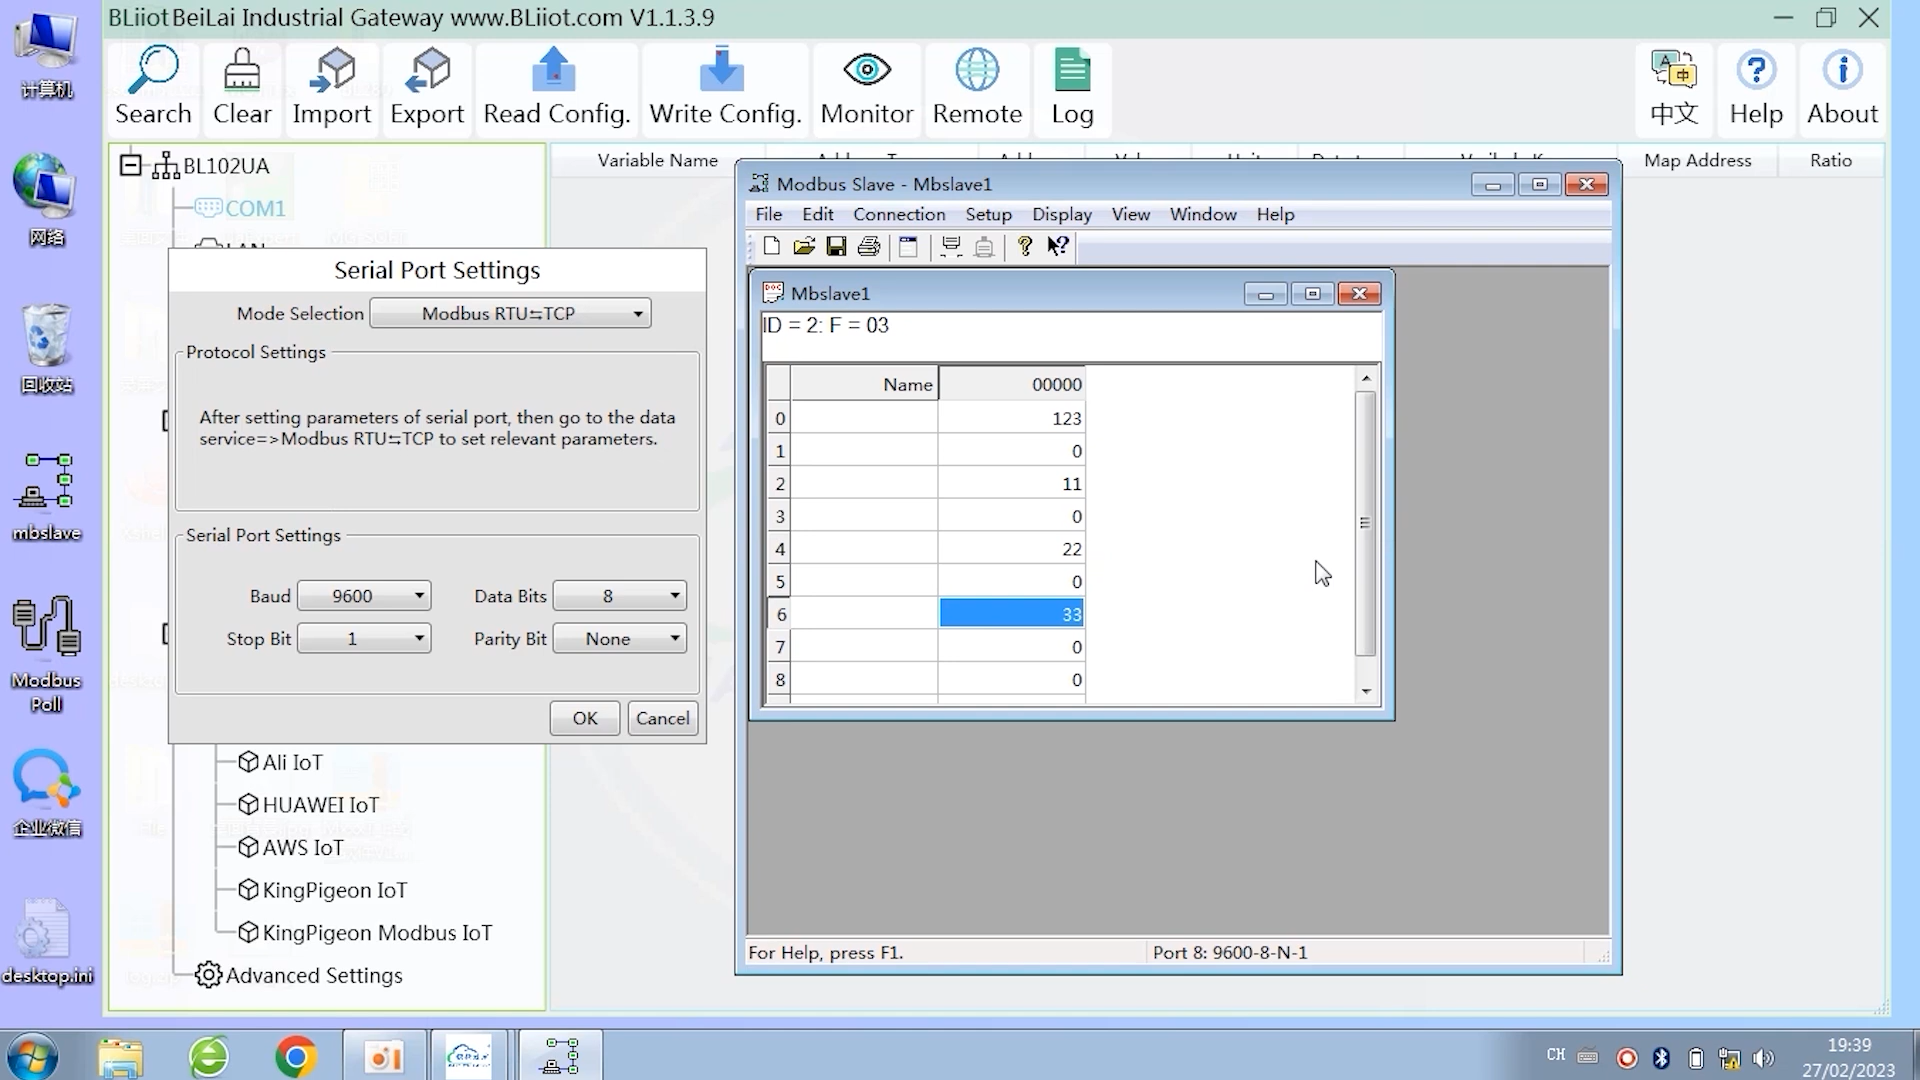 BLiiot BeiLai Industrial Gateway www.BLiiot.com V1.1.3.9
Search
Clear
Import
Export
Read Config.
Write Config.
Monitor
Remote
Log
中文
Help
About
计算机
网络
回收站
mbslave
Modbus
Poll
企业微信
desktop.ini
BL102UA
COM1
LAN
Serial Port Settings
Mode Selection Modbus RTU⇆TCP
Protocol Settings
After setting parameters of serial port, then go to the data
service=>Modbus RTU⇆TCP to set relevant parameters.
Serial Port Settings
Baud 9600 Data Bits 8
Stop Bit 1 Parity Bit None
OK Cancel
Ali IoT
HUAWEI IoT
AWS IoT
KingPigeon IoT
KingPigeon Modbus IoT
Advanced Settings
Variable Name
Map Address
Ratio
Modbus Slave - Mbslave1
File Edit Connection Setup Display View Window Help
Mbslave1
ID = 2: F = 03
Name 00000
0 123
1 0
2 11
3 0
4 22
5 0
6 33
7 0
8 0
For Help, press F1.
Port 8: 9600-8-N-1
CH
19:39
27/02/2023